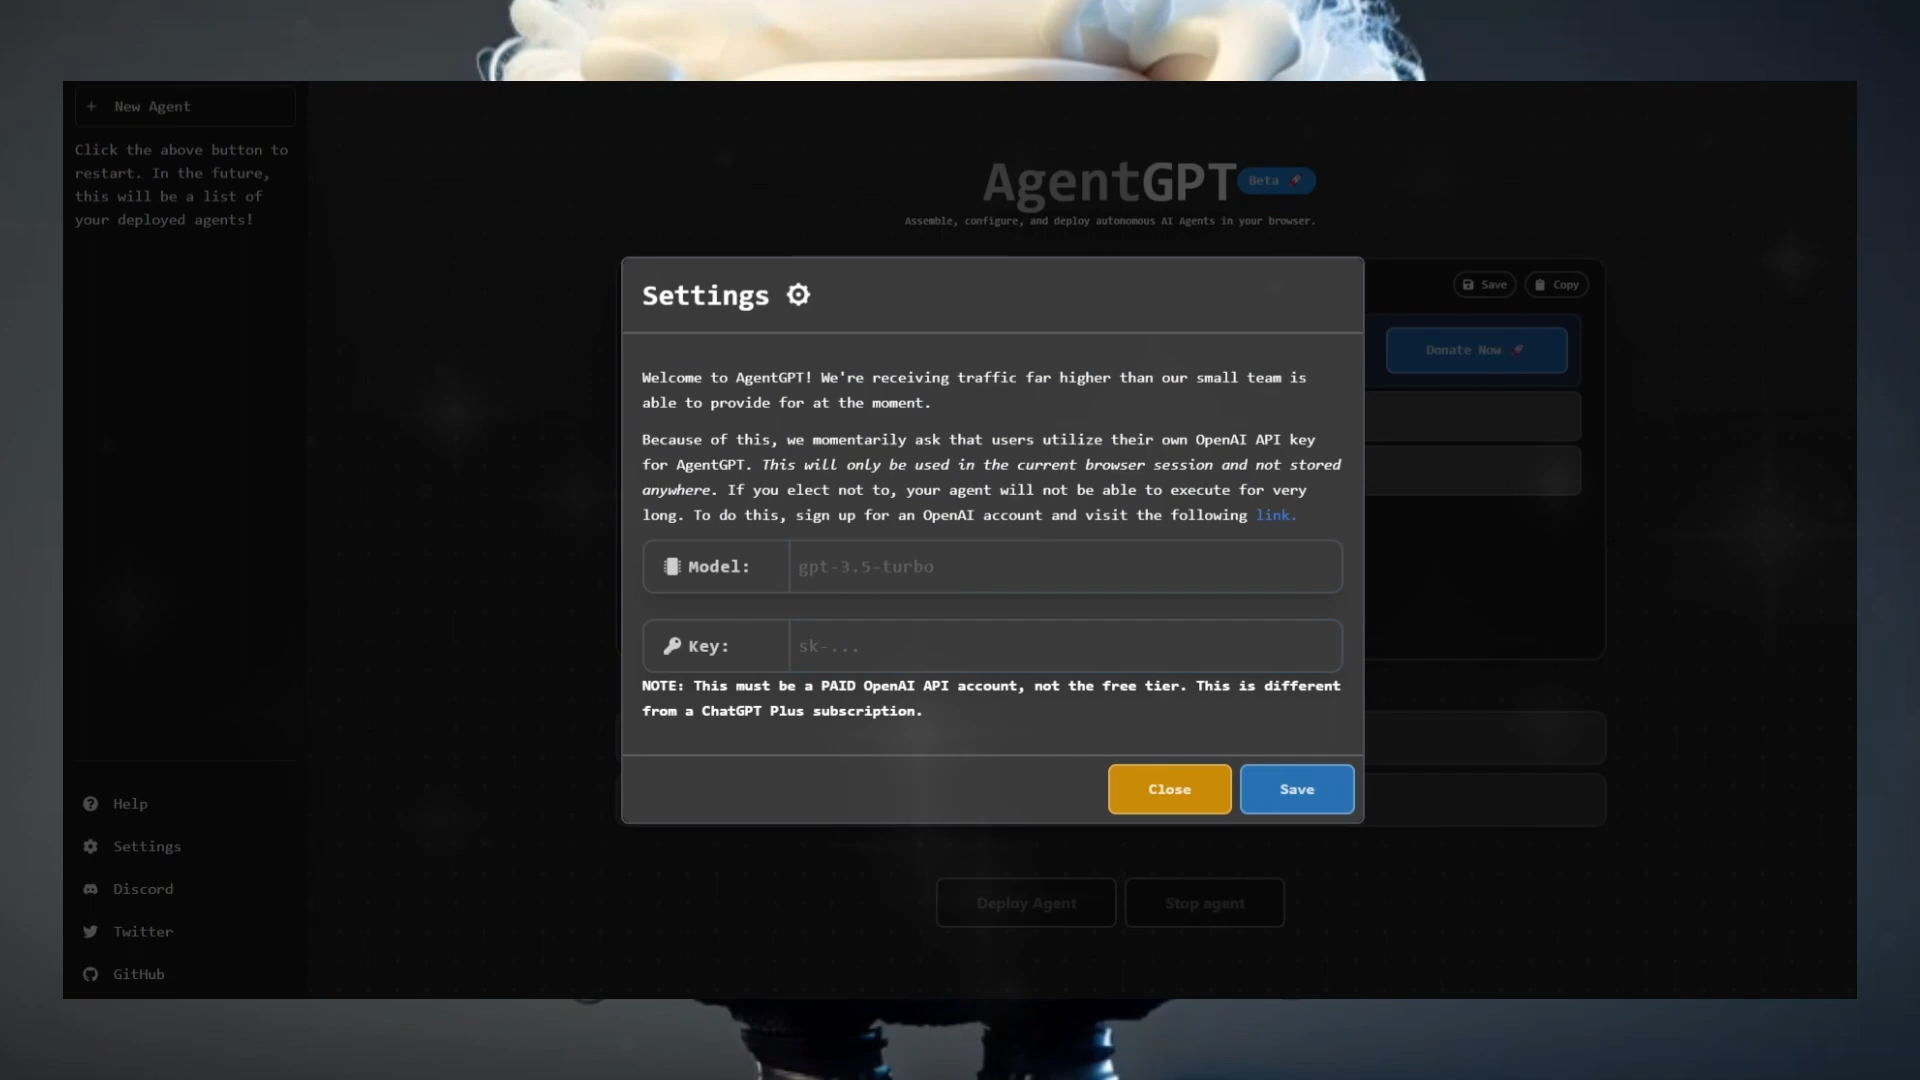 + New Agent
Click the above button to
restart. In the future,
this will be a list of
your deployed agents!
Help
Settings
Discord
Twitter
GitHub
AgentGPT Beta 🚀
Assemble, configure, and deploy autonomous AI Agents in your browser.
Save Copy
Donate Now 🚀
Settings
Welcome to AgentGPT! We're receiving traffic far higher than our small team is
able to provide for at the moment.
Because of this, we momentarily ask that users utilize their own OpenAI API key
for AgentGPT. This will only be used in the current browser session and not stored
anywhere. If you elect not to, your agent will not be able to execute for very
long. To do this, sign up for an OpenAI account and visit the following link.
Model: gpt-3.5-turbo
Key: sk-...
NOTE: This must be a PAID OpenAI API account, not the free tier. This is different
from a ChatGPT Plus subscription.
Close Save
Deploy Agent Stop agent